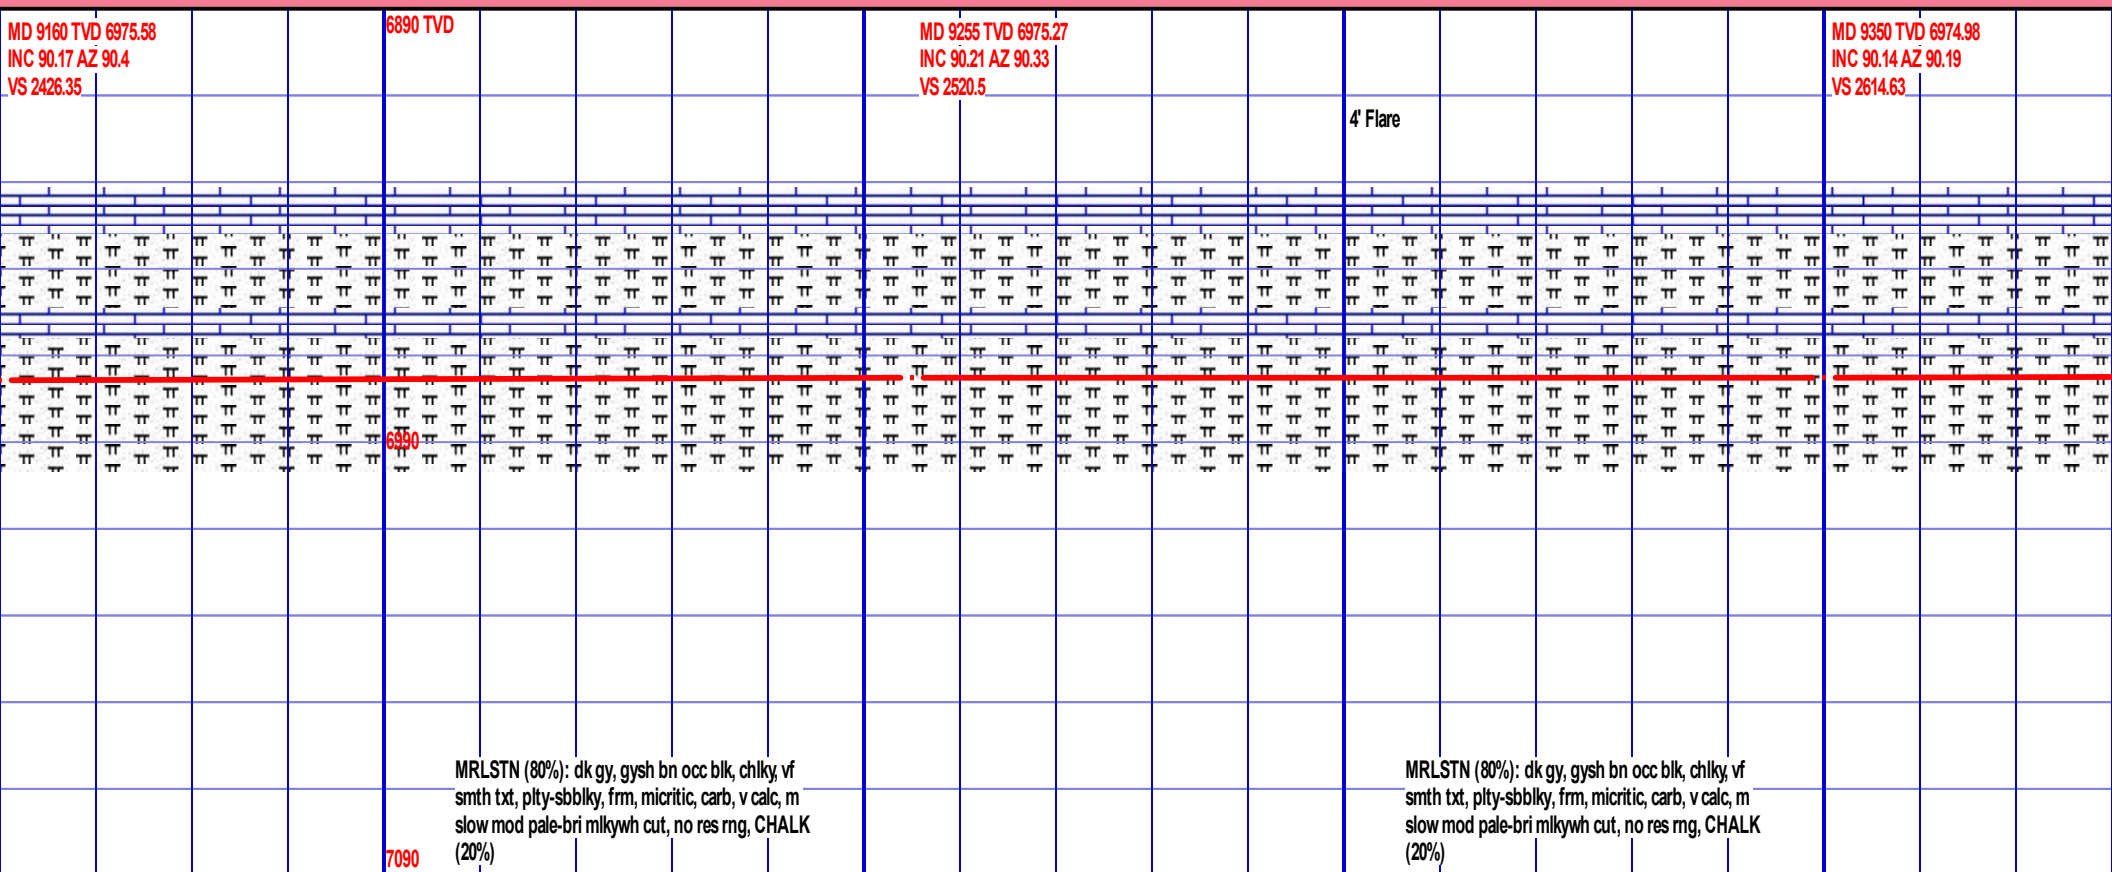 MD 9160 TVD 6975.58
INC 90.17 AZ 90.4
VS 2426.35
6890 TVD
MD 9255 TVD 6975.27
INC 90.21 AZ 90.33
VS 2520.5
4' Flare
MD 9350 TVD 6974.98
INC 90.14 AZ 90.19
VS 2614.63
6990
MRLSTN (80%): dk gy, gysh bn occ blk, chlky, vf
smth txt, plty-sbblky, frm, micritic, carb, v calc, m
slow mod pale-bri mlkywh cut, no res rng, CHALK
(20%)
MRLSTN (80%): dk gy, gysh bn occ blk, chlky, vf
smth txt, plty-sbblky, frm, micritic, carb, v calc, m
slow mod pale-bri mlkywh cut, no res rng, CHALK
(20%)
7090